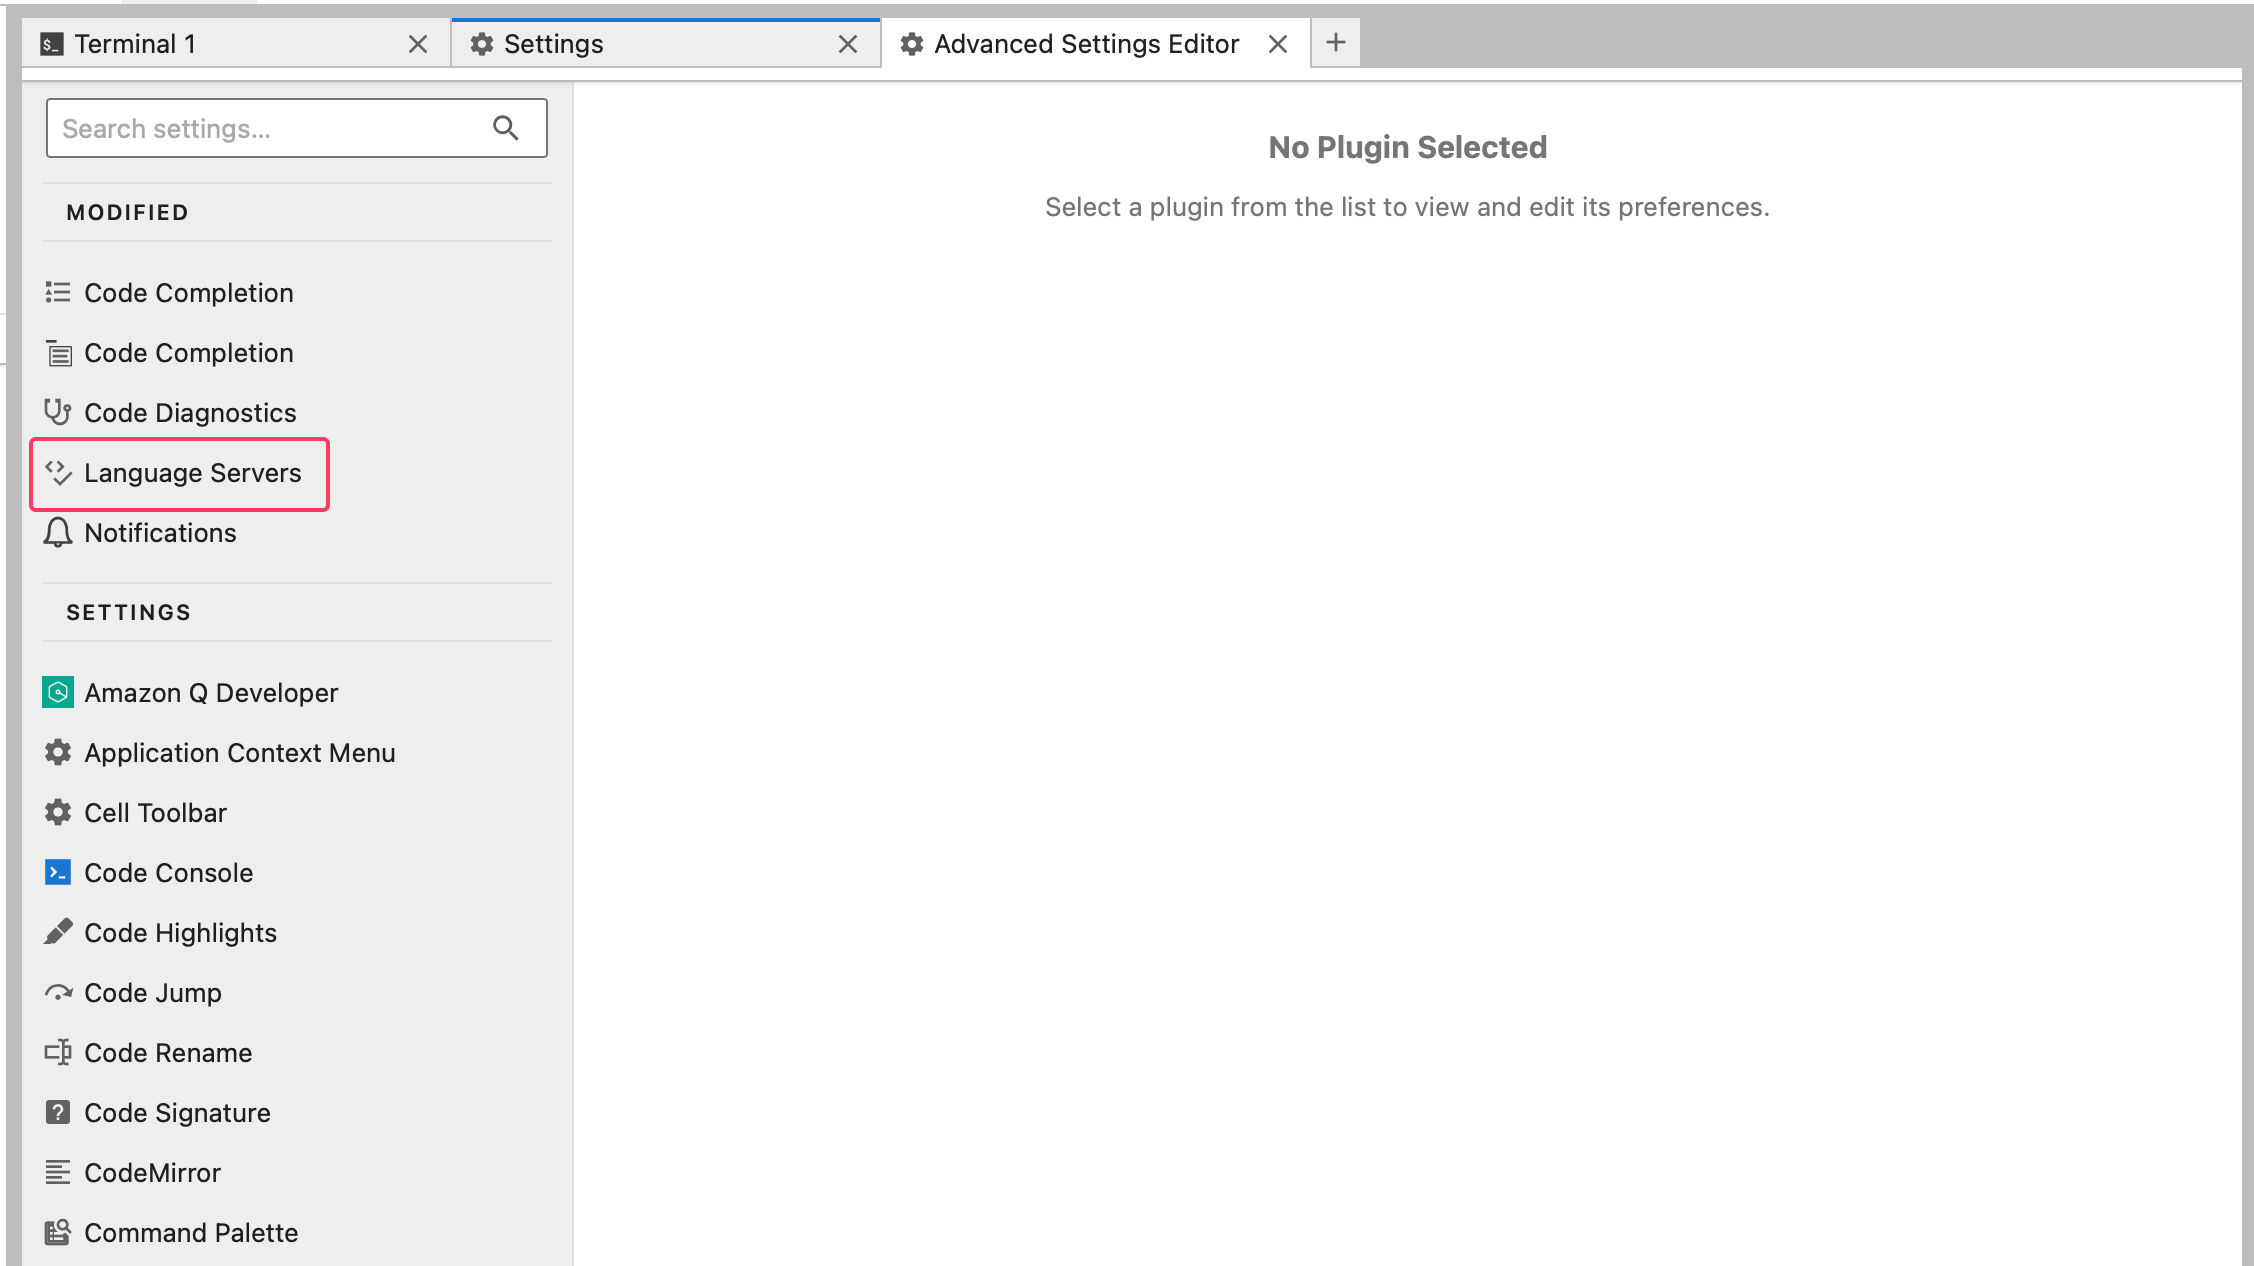 Terminal 1
Settings
Advanced Settings Editor
Search settings...
No Plugin Selected
Select a plugin from the list to view and edit its preferences.
MODIFIED
Code Completion
Code Completion
Code Diagnostics
Language Servers
Notifications
SETTINGS
Amazon Q Developer
Application Context Menu
Cell Toolbar
Code Console
Code Highlights
Code Jump
Code Rename
Code Signature
CodeMirror
Command Palette